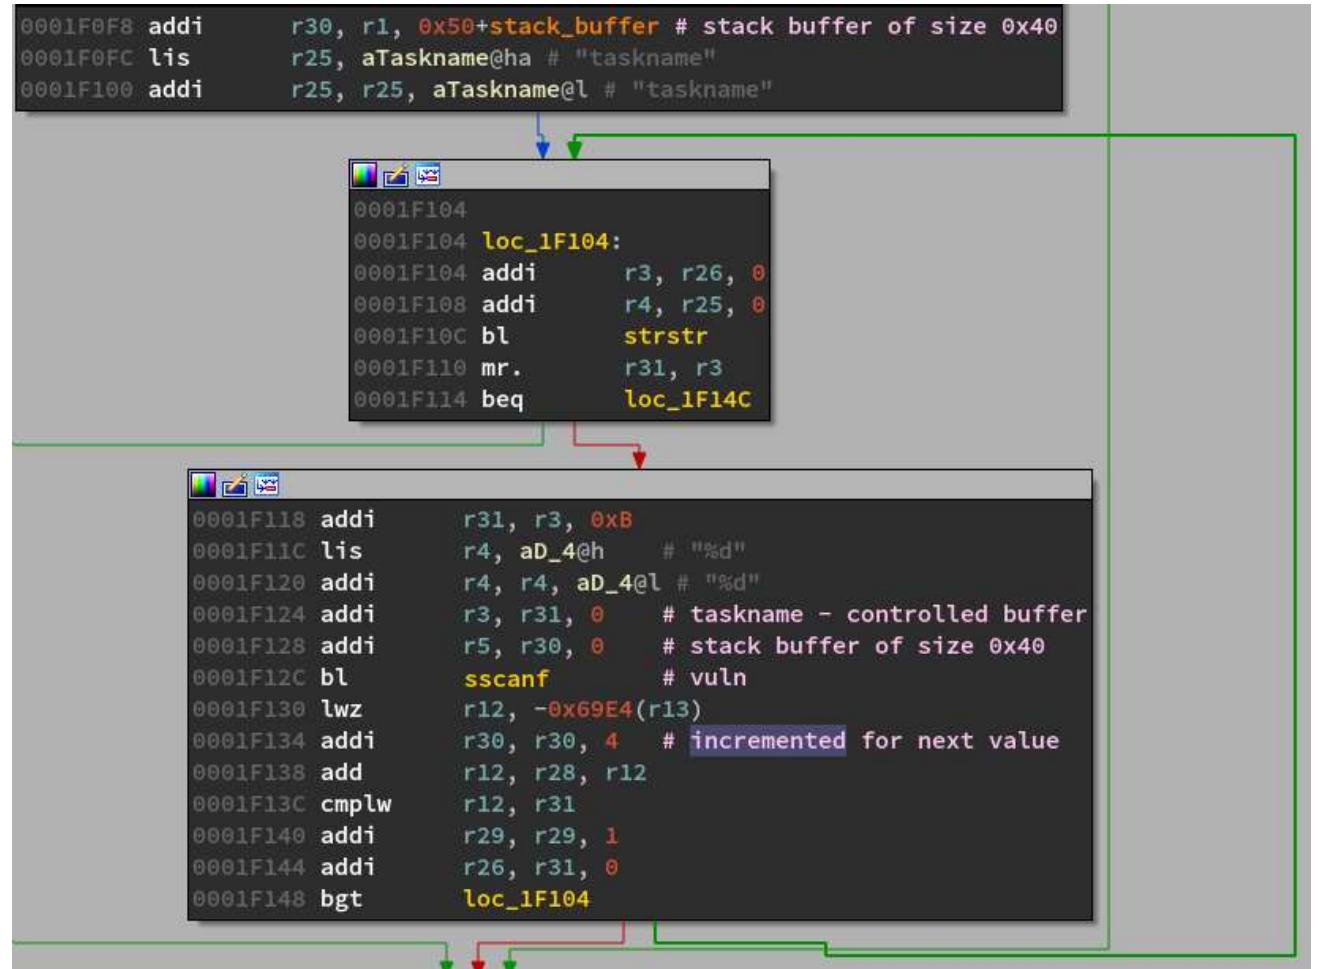 0001F0F8 addi r30, r1, 0x50+stack_buffer # stack buffer of size 0x40
0001F0FC lis r25, aTaskname@ha # "taskname"
0001F100 addi r25, r25, aTaskname@l # "taskname"
0001F104
0001F104 loc_1F104:
0001F104 addi r3, r26, 0
0001F108 addi r4, r25, 0
0001F10C bl strstr
0001F110 mr. r31, r3
0001F114 beq loc_1F14C
0001F118 addi r31, r3, 0xB
0001F11C lis r4, aD_4@h # "%d"
0001F120 addi r4, r4, aD_4@l # "%d"
0001F124 addi r3, r31, 0 # taskname - controlled buffer
0001F128 addi r5, r30, 0 # stack buffer of size 0x40
0001F12C bl sscanf # vuln
0001F130 lwz r12, -0x69E4(r13)
0001F134 addi r30, r30, 4 # incremented for next value
0001F138 add r12, r28, r12
0001F13C cmplw r12, r31
0001F140 addi r29, r29, 1
0001F144 addi r26, r31, 0
0001F148 bgt loc_1F104